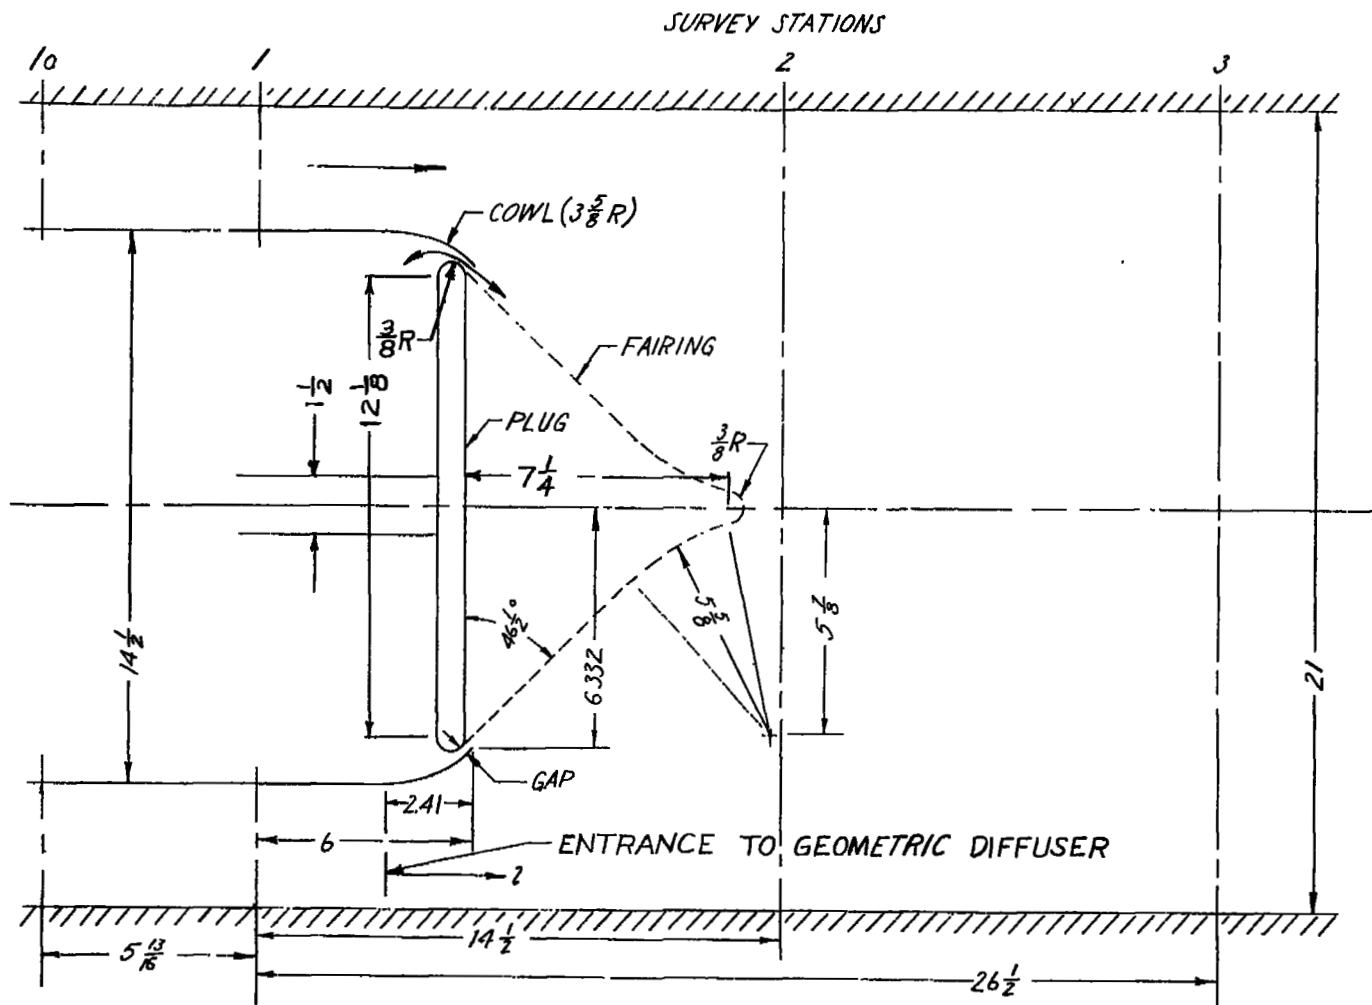 SURVEY STATIONS
1a 1 2 3
COWL (3 5/8 R)
3/8 R
FAIRING
1 1/2
12 1/8
PLUG
3/8 R
7 1/4
14 1/2
46 1/2°
6 332
5 5/8
5 7/8
21
GAP
2.41
6
ENTRANCE TO GEOMETRIC DIFFUSER
l
14 1/2
5 13/16
26 1/2